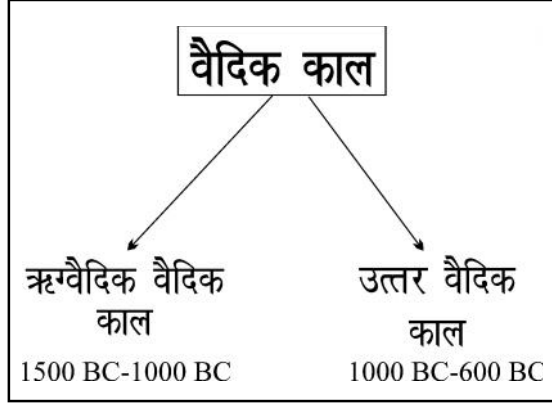 वैदिक काल
ऋग्वैदिक वैदिक
काल
1500 BC-1000 BC
उत्तर वैदिक
काल
1000 BC-600 BC